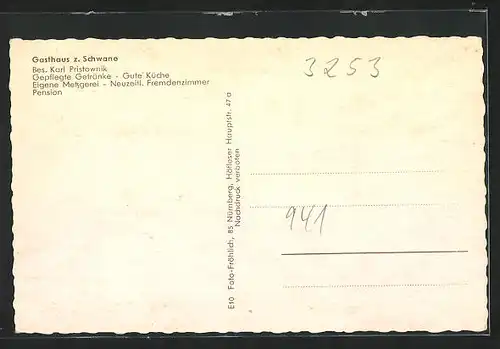 Gasthaus z. Schwane
Bes. Karl Pristownik
Gepflegte Getränke - Gute Küche
Eigene Metzgerei - Neuzeitl. Fremdenzimmer
Pension
3253
E10 Foto-Fröhlich, 85 Nürnberg, Höfleser Hauptstr. 47a
Nachdruck verboten
941